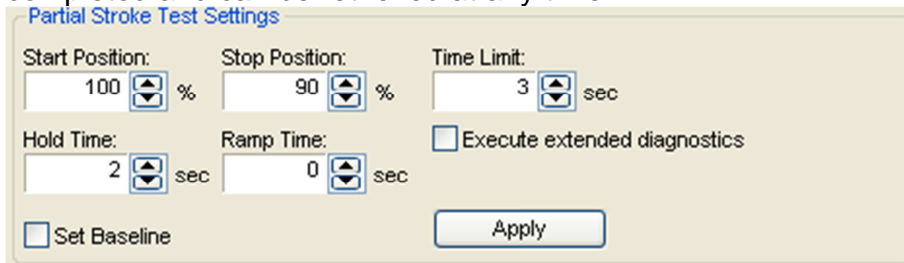 Partial Stroke Test Settings
Start Position: Stop Position: Time Limit:
100 % 90 % 3 sec
Hold Time: Ramp Time: Execute extended diagnostics
2 sec 0 sec
Set Baseline Apply